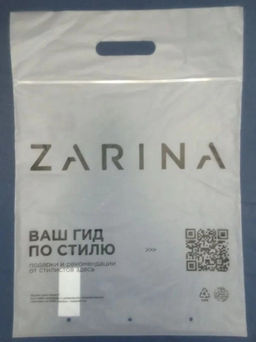 ZARINA
ВАШ ГИД
ПО СТИЛЮ
>>>
подарки и рекомендации
от стилистов здесь